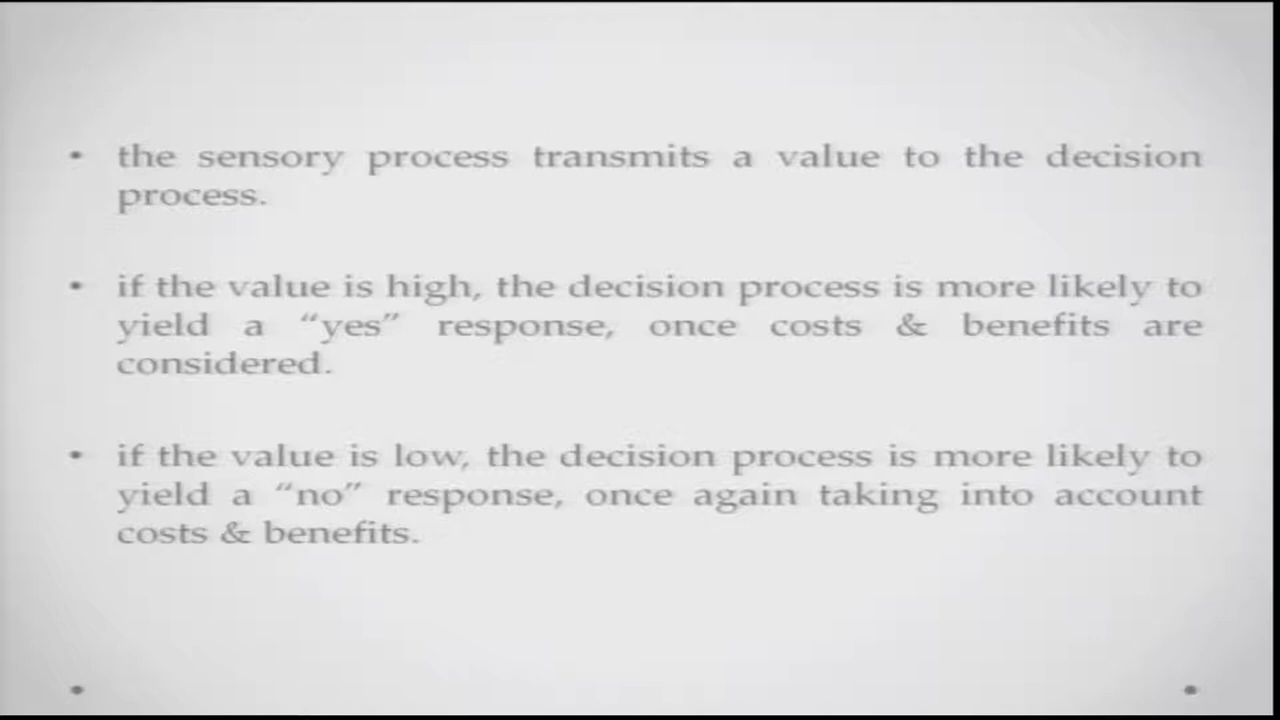 • the sensory process transmits a value to the decision
process.
• if the value is high, the decision process is more likely to
yield a “yes” response, once costs & benefits are
considered.
• if the value is low, the decision process is more likely to
yield a “no” response, once again taking into account
costs & benefits.